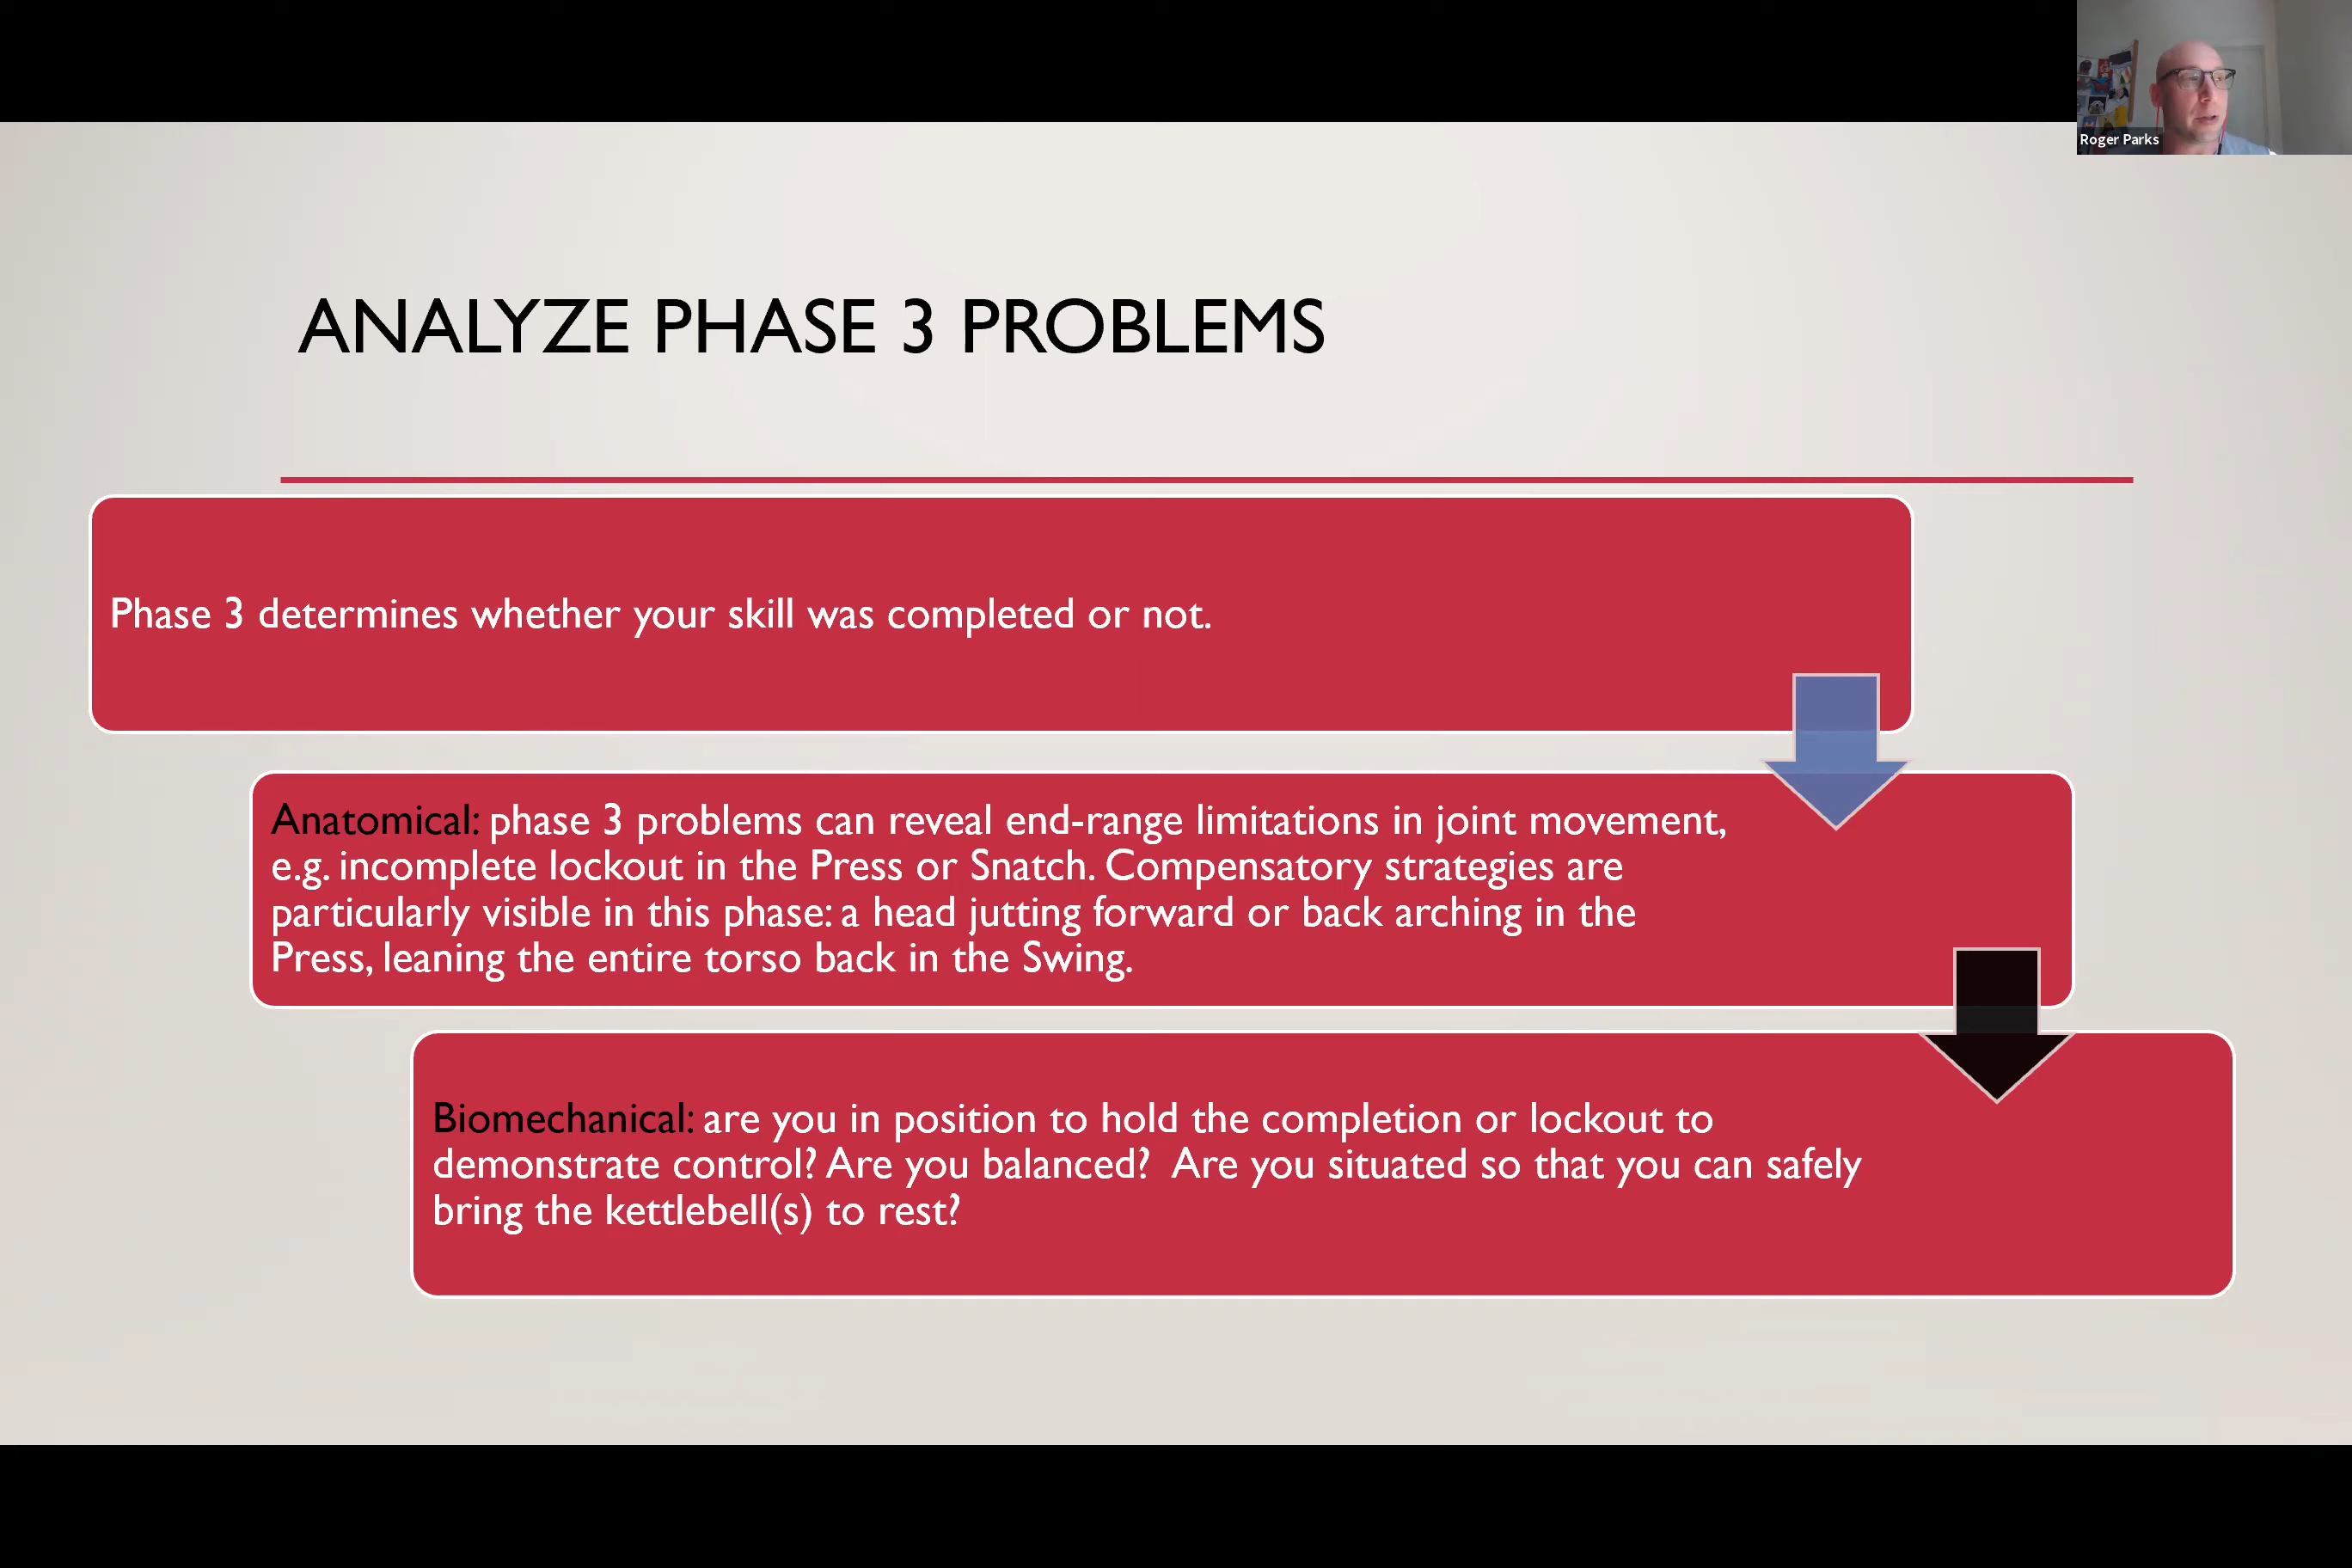 Roger Parks
ANALYZE PHASE 3 PROBLEMS
Phase 3 determines whether your skill was completed or not.
Anatomical: phase 3 problems can reveal end-range limitations in joint movement,
e.g. incomplete lockout in the Press or Snatch. Compensatory strategies are
particularly visible in this phase: a head jutting forward or back arching in the
Press, leaning the entire torso back in the Swing.
Biomechanical: are you in position to hold the completion or lockout to
demonstrate control? Are you balanced?  Are you situated so that you can safely
bring the kettlebell(s) to rest?